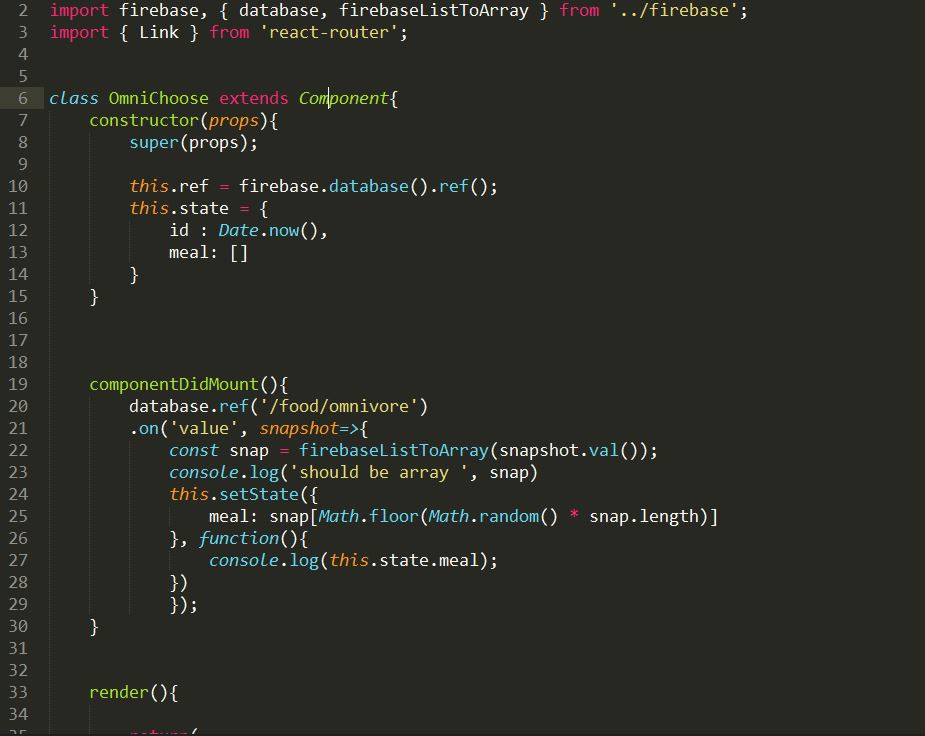 2 import firebase, { database, firebaseListToArray } from '../firebase';
3 import { Link } from 'react-router';
4
5
6 class OmniChoose extends Component{
7     constructor(props){
8         super(props);
9
10         this.ref = firebase.database().ref();
11         this.state = {
12             id : Date.now(),
13             meal: []
14         }
15     }
16
17
18
19     componentDidMount(){
20         database.ref('/food/omnivore')
21         .on('value', snapshot=>{
22             const snap = firebaseListToArray(snapshot.val());
23             console.log('should be array ', snap)
24             this.setState({
25                 meal: snap[Math.floor(Math.random() * snap.length)]
26             }, function(){
27                 console.log(this.state.meal);
28             })
29             });
30     }
31
32
33     render(){
34
35         return(